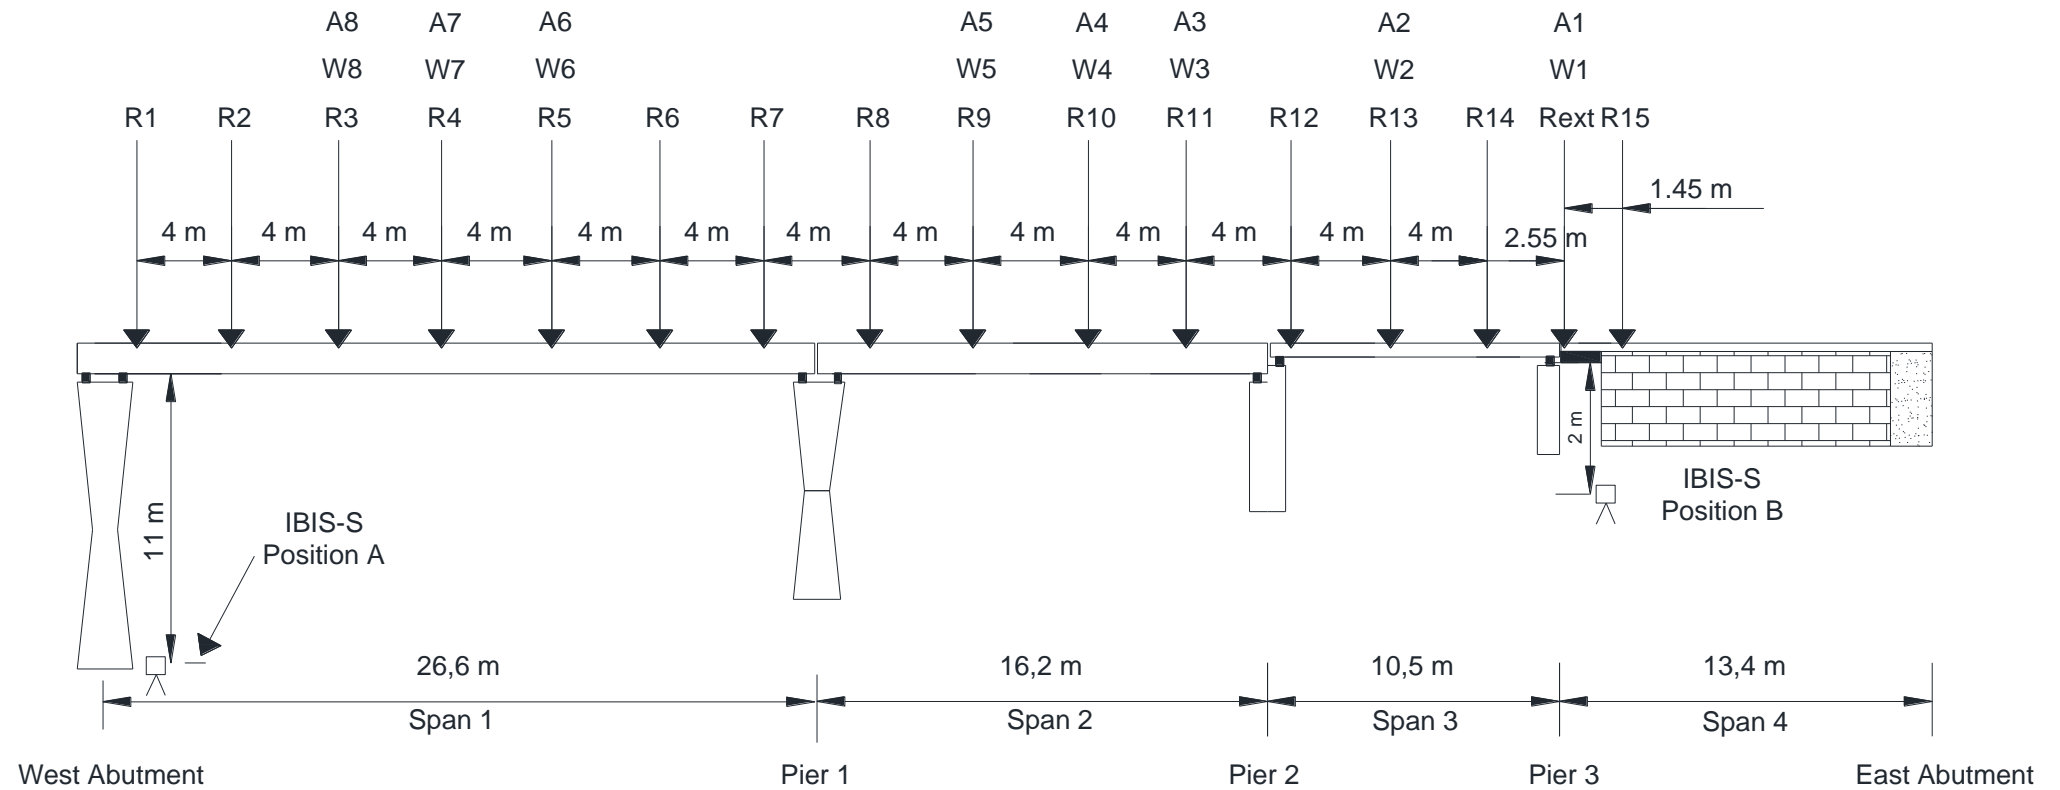 A8 A7 A6 A5 A4 A3 A2 A1
W8 W7 W6 W5 W4 W3 W2 W1
R1 R2 R3 R4 R5 R6 R7 R8 R9 R10 R11 R12 R13 R14 Rext R15
1.45 m
4 m 4 m 4 m 4 m 4 m 4 m 4 m 4 m 4 m 4 m 4 m 4 m 4 m 2.55 m
2 m
11 m
IBIS-S
Position A
IBIS-S
Position B
26,6 m 16,2 m 10,5 m 13,4 m
Span 1 Span 2 Span 3 Span 4
West Abutment Pier 1 Pier 2 Pier 3 East Abutment